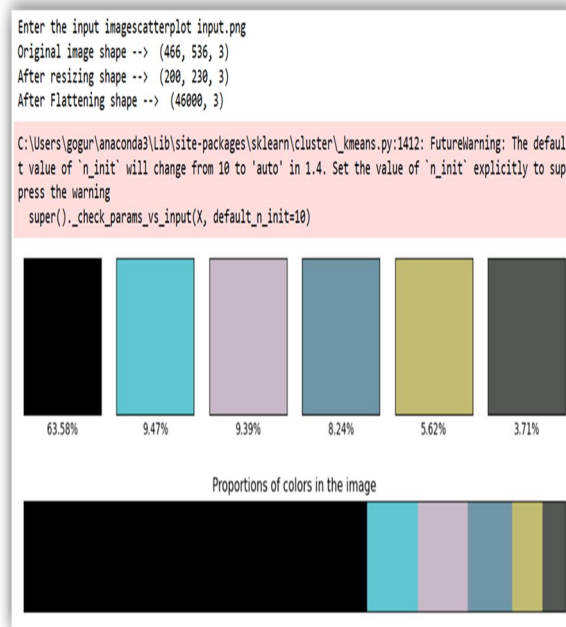 Enter the input imagescatterplot input.png
Original image shape --> (466, 536, 3)
After resizing shape --> (200, 230, 3)
After Flattening shape --> (46000, 3)
C:\Users\gogur\anaconda3\Lib\site-packages\sklearn\cluster\_kmeans.py:1412: FutureWarning: The defaul
t value of `n_init` will change from 10 to 'auto' in 1.4. Set the value of `n_init` explicitly to sup
press the warning
super()._check_params_vs_input(X, default_n_init=10)
63.58% 9.47% 9.39% 8.24% 5.62% 3.71%
Proportions of colors in the image